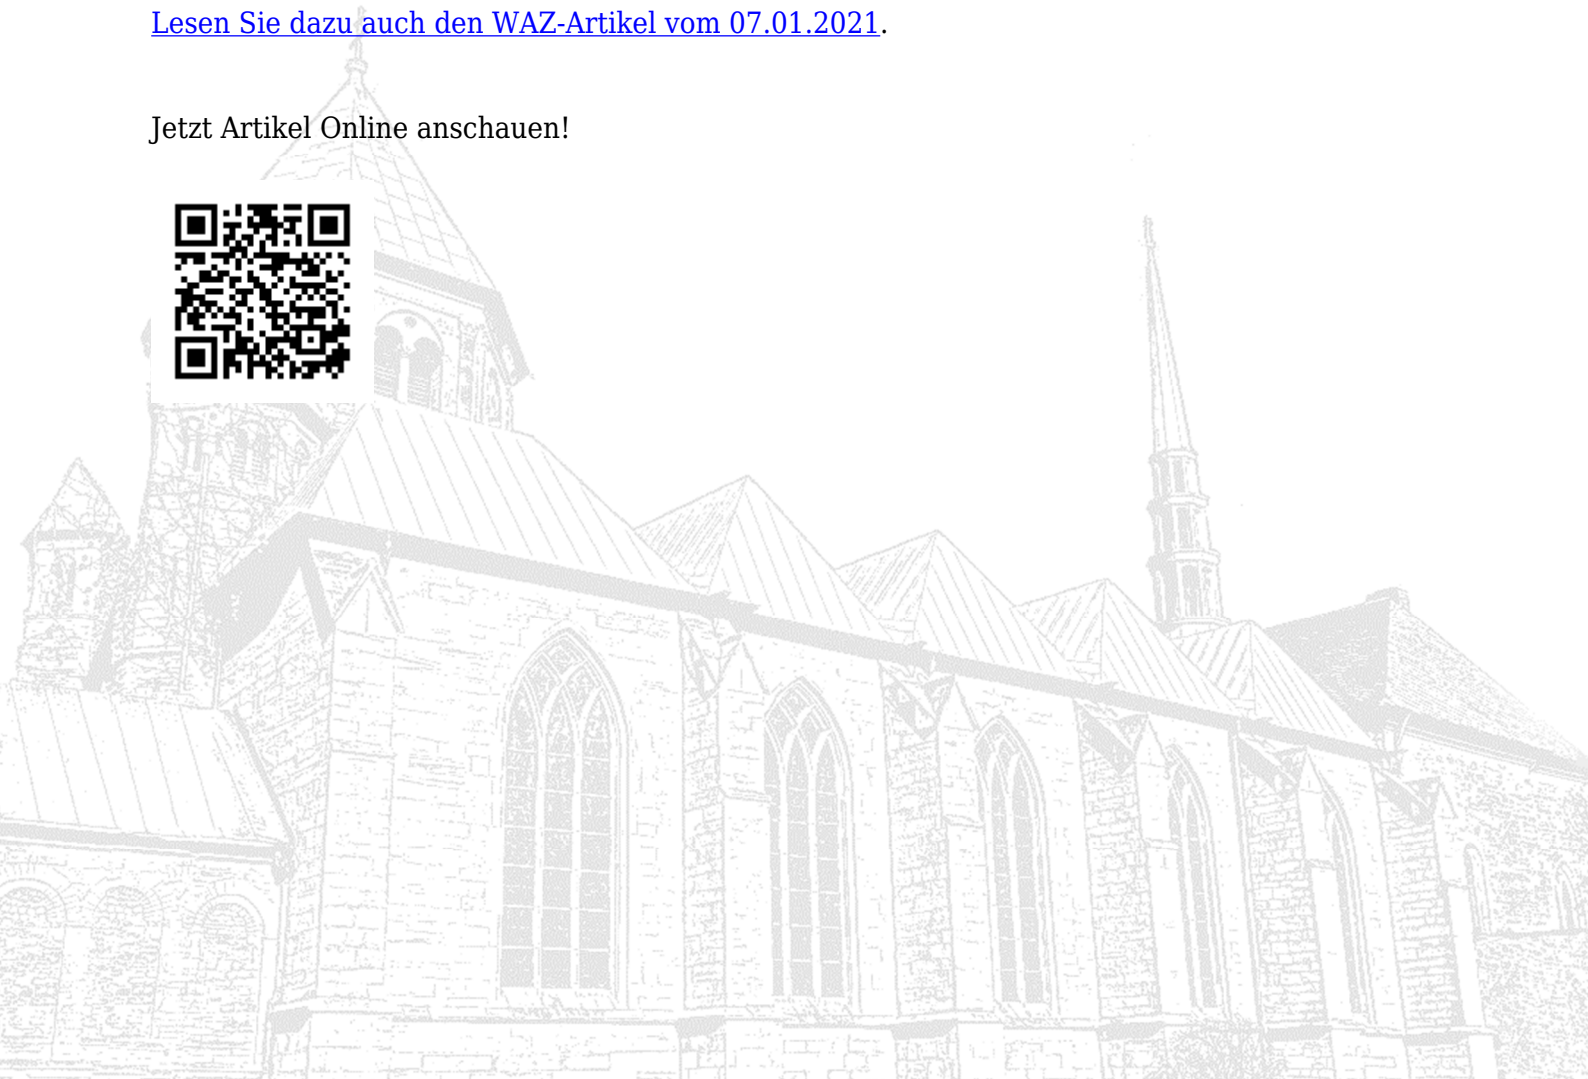 Lesen Sie dazu auch den WAZ-Artikel vom 07.01.2021.
Jetzt Artikel Online anschauen!